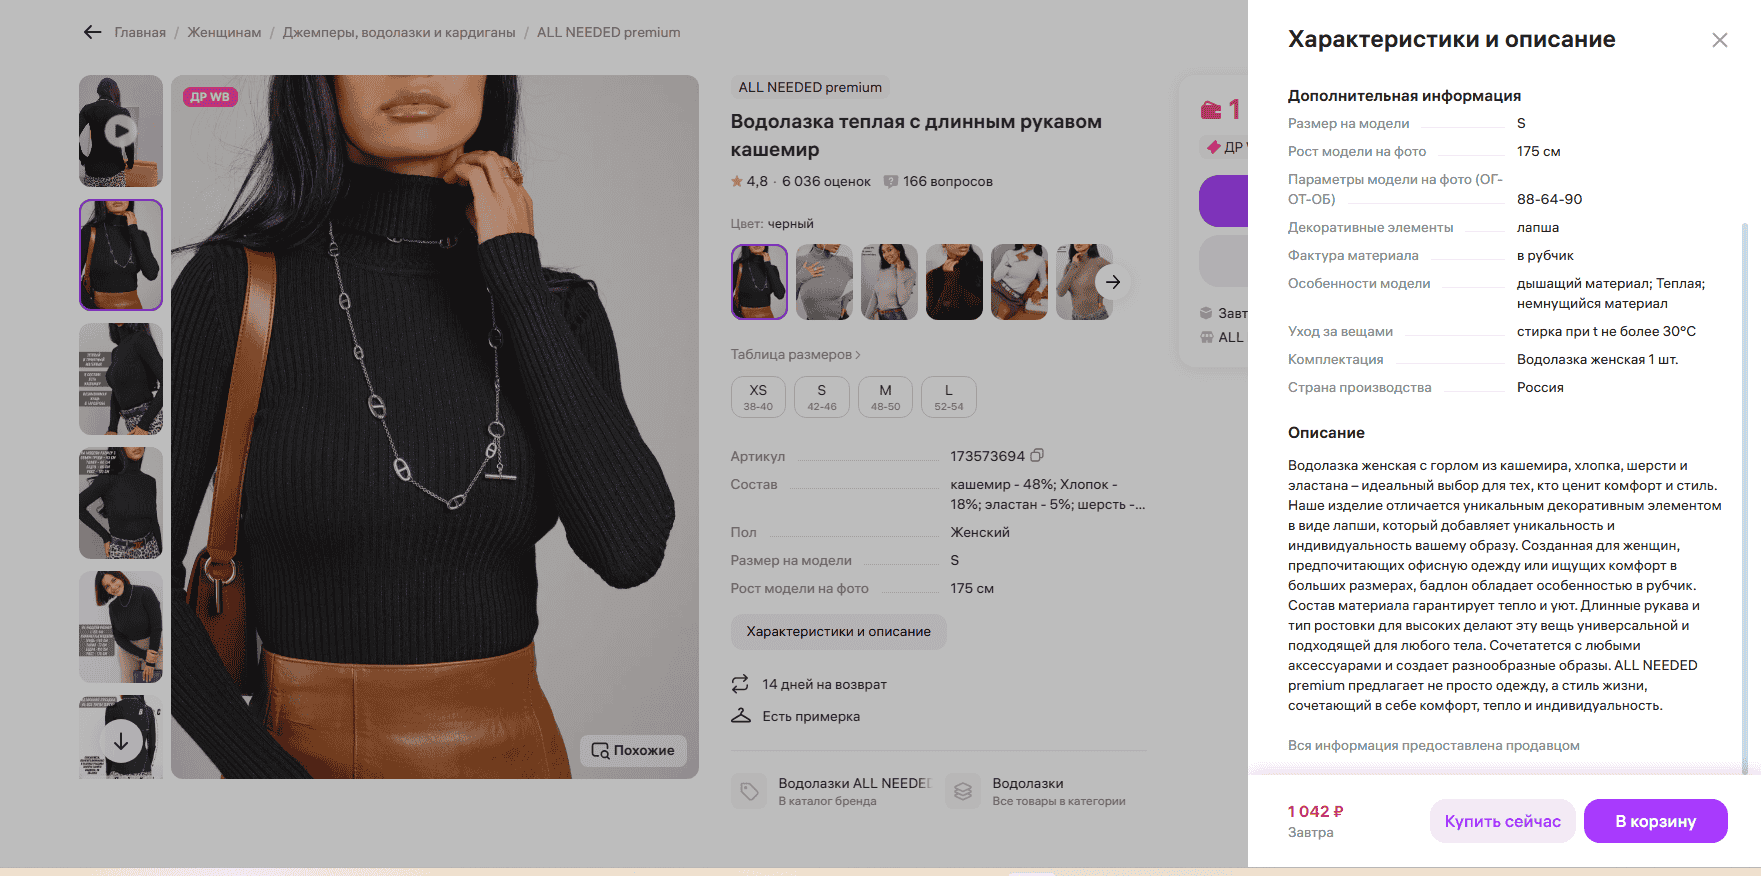 Главная / Женщинам / Джемперы, водолазки и кардиганы / ALL NEEDED premium
ДР WB
Похожие
ALL NEEDED premium
Водолазка теплая с длинным рукавом
кашемир
4,8 · 6 036 оценок 166 вопросов
Цвет: черный
Таблица размеров
XS
38-40
S
42-46
M
48-50
L
52-54
Артикул 173573694
Состав кашемир - 48%; Хлопок -
18%; эластан - 5%; шерсть -...
Пол Женский
Размер на модели S
Рост модели на фото 175 см
Характеристики и описание
14 дней на возврат
Есть примерка
Водолазки ALL NEEDED
В каталог бренда
Водолазки
Все товары в категории
1
ДР
Завт
ALL
Характеристики и описание
Дополнительная информация
Размер на модели S
Рост модели на фото 175 см
Параметры модели на фото (ОГ-
ОТ-ОБ) 88-64-90
Декоративные элементы лапша
Фактура материала в рубчик
Особенности модели дышащий материал; Теплая;
немнущийся материал
Уход за вещами стирка при t не более 30°C
Комплектация Водолазка женская 1 шт.
Страна производства Россия
Описание
Водолазка женская с горлом из кашемира, хлопка, шерсти и
эластана – идеальный выбор для тех, кто ценит комфорт и стиль.
Наше изделие отличается уникальным декоративным элементом
в виде лапши, который добавляет уникальность и
индивидуальность вашему образу. Созданная для женщин,
предпочитающих офисную одежду или ищущих комфорт в
больших размерах, бадлон обладает особенностью в рубчик.
Состав материала гарантирует тепло и уют. Длинные рукава и
тип ростовки для высоких делают эту вещь универсальной и
подходящей для любого тела. Сочетатется с любыми
аксессуарами и создает разнообразные образы. ALL NEEDED
premium предлагает не просто одежду, а стиль жизни,
сочетающий в себе комфорт, тепло и индивидуальность.
Вся информация предоставлена продавцом
1 042 ₽
Завтра
Купить сейчас
В корзину